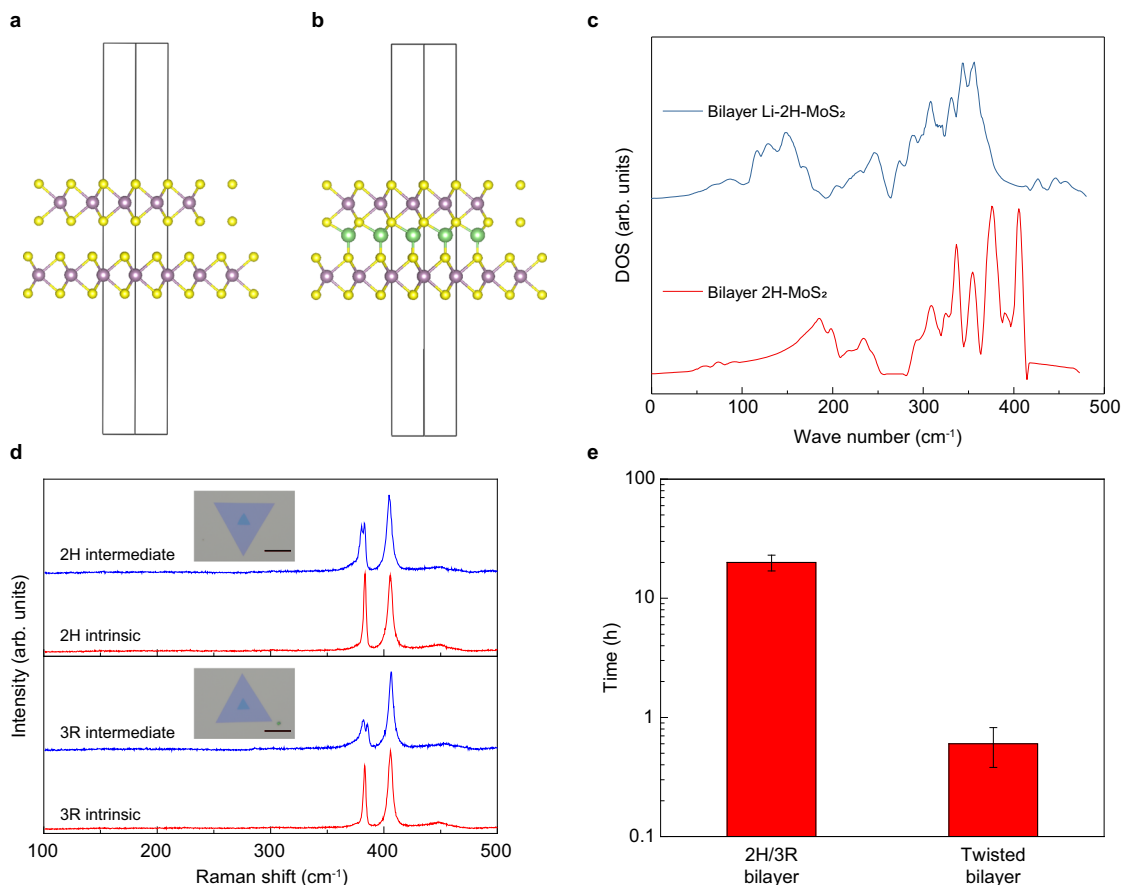 a
b
c
DOS (arb. units)
Bilayer Li-2H-MoS₂
Bilayer 2H-MoS₂
0
100
200
300
400
500
Wave number (cm⁻¹)
d
Intensity (arb. units)
2H intermediate
2H intrinsic
3R intermediate
3R intrinsic
100
200
300
400
500
Raman shift (cm⁻¹)
e
Time (h)
100
10
1
0.1
2H/3R
bilayer
Twisted
bilayer